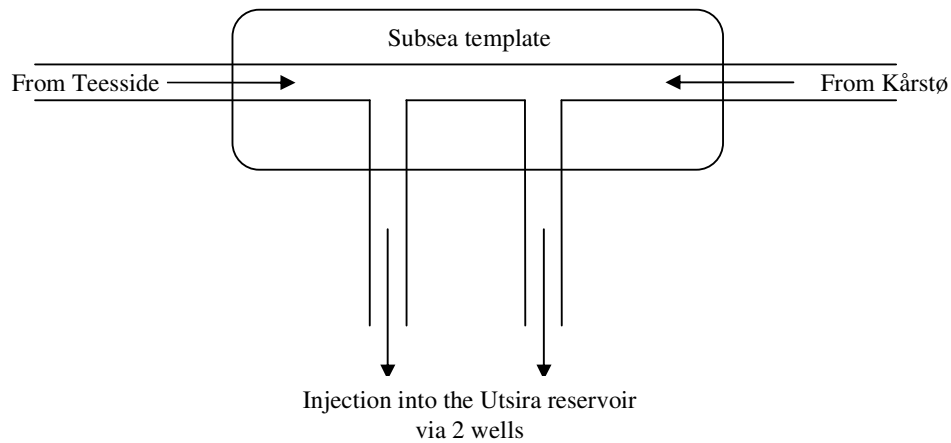 Subsea template
From Teesside
From Kårstø
Injection into the Utsira reservoir
via 2 wells